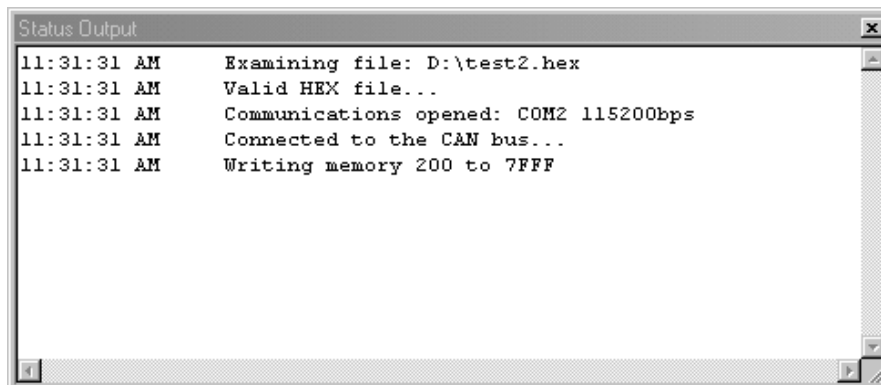 Status Output
11:31:31 AM Examining file: D:\test2.hex
11:31:31 AM Valid HEX file...
11:31:31 AM Communications opened: COM2 115200bps
11:31:31 AM Connected to the CAN bus...
11:31:31 AM Writing memory 200 to 7FFF